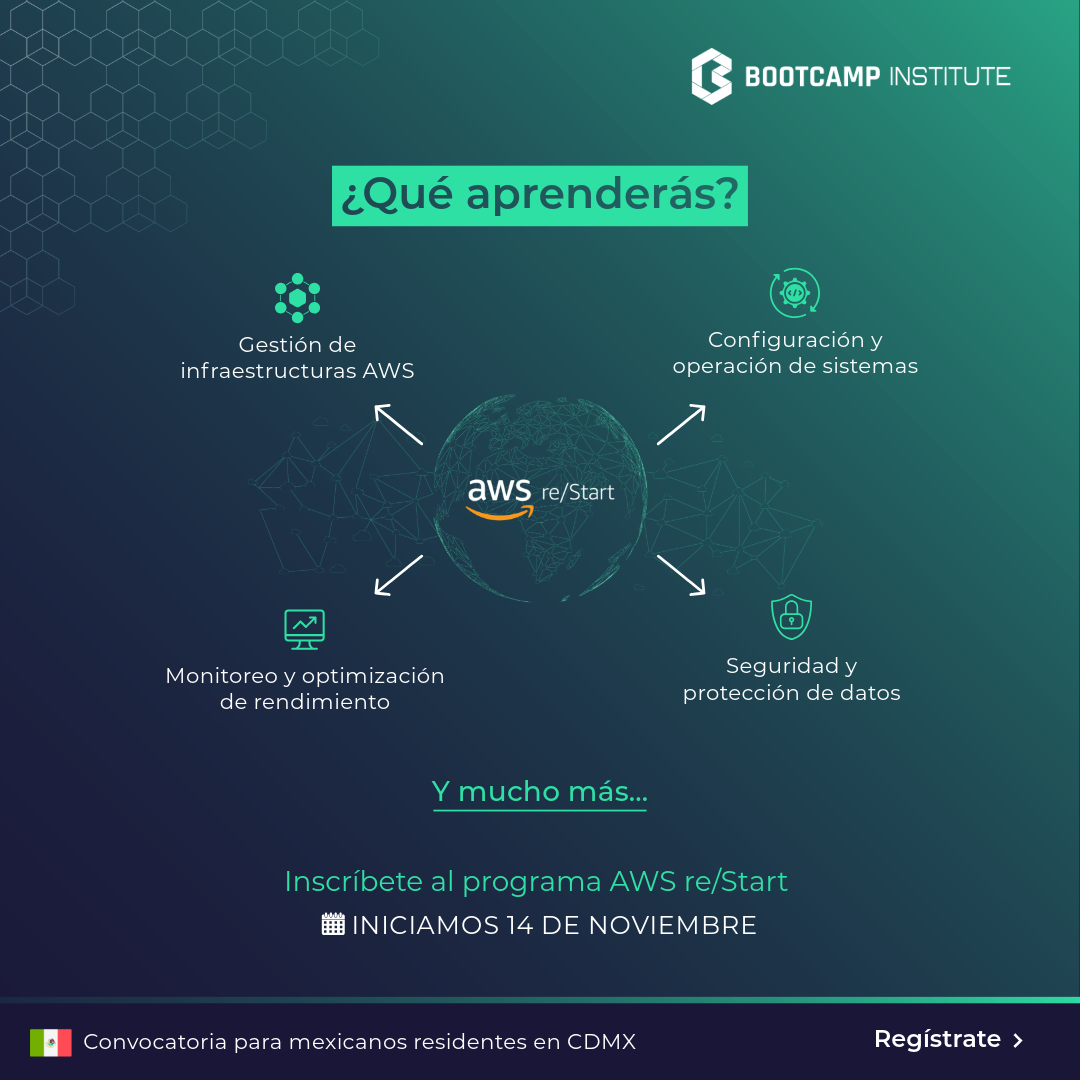 BOOTCAMP INSTITUTE
¿Qué aprenderás?
Gestión de
infraestructuras AWS
Configuración y
operación de sistemas
aws re/Start
Monitoreo y optimización
de rendimiento
Seguridad y
protección de datos
Y mucho más...
Inscríbete al programa AWS re/Start
INICIAMOS 14 DE NOVIEMBRE
Convocatoria para mexicanos residentes en CDMX
Regístrate >